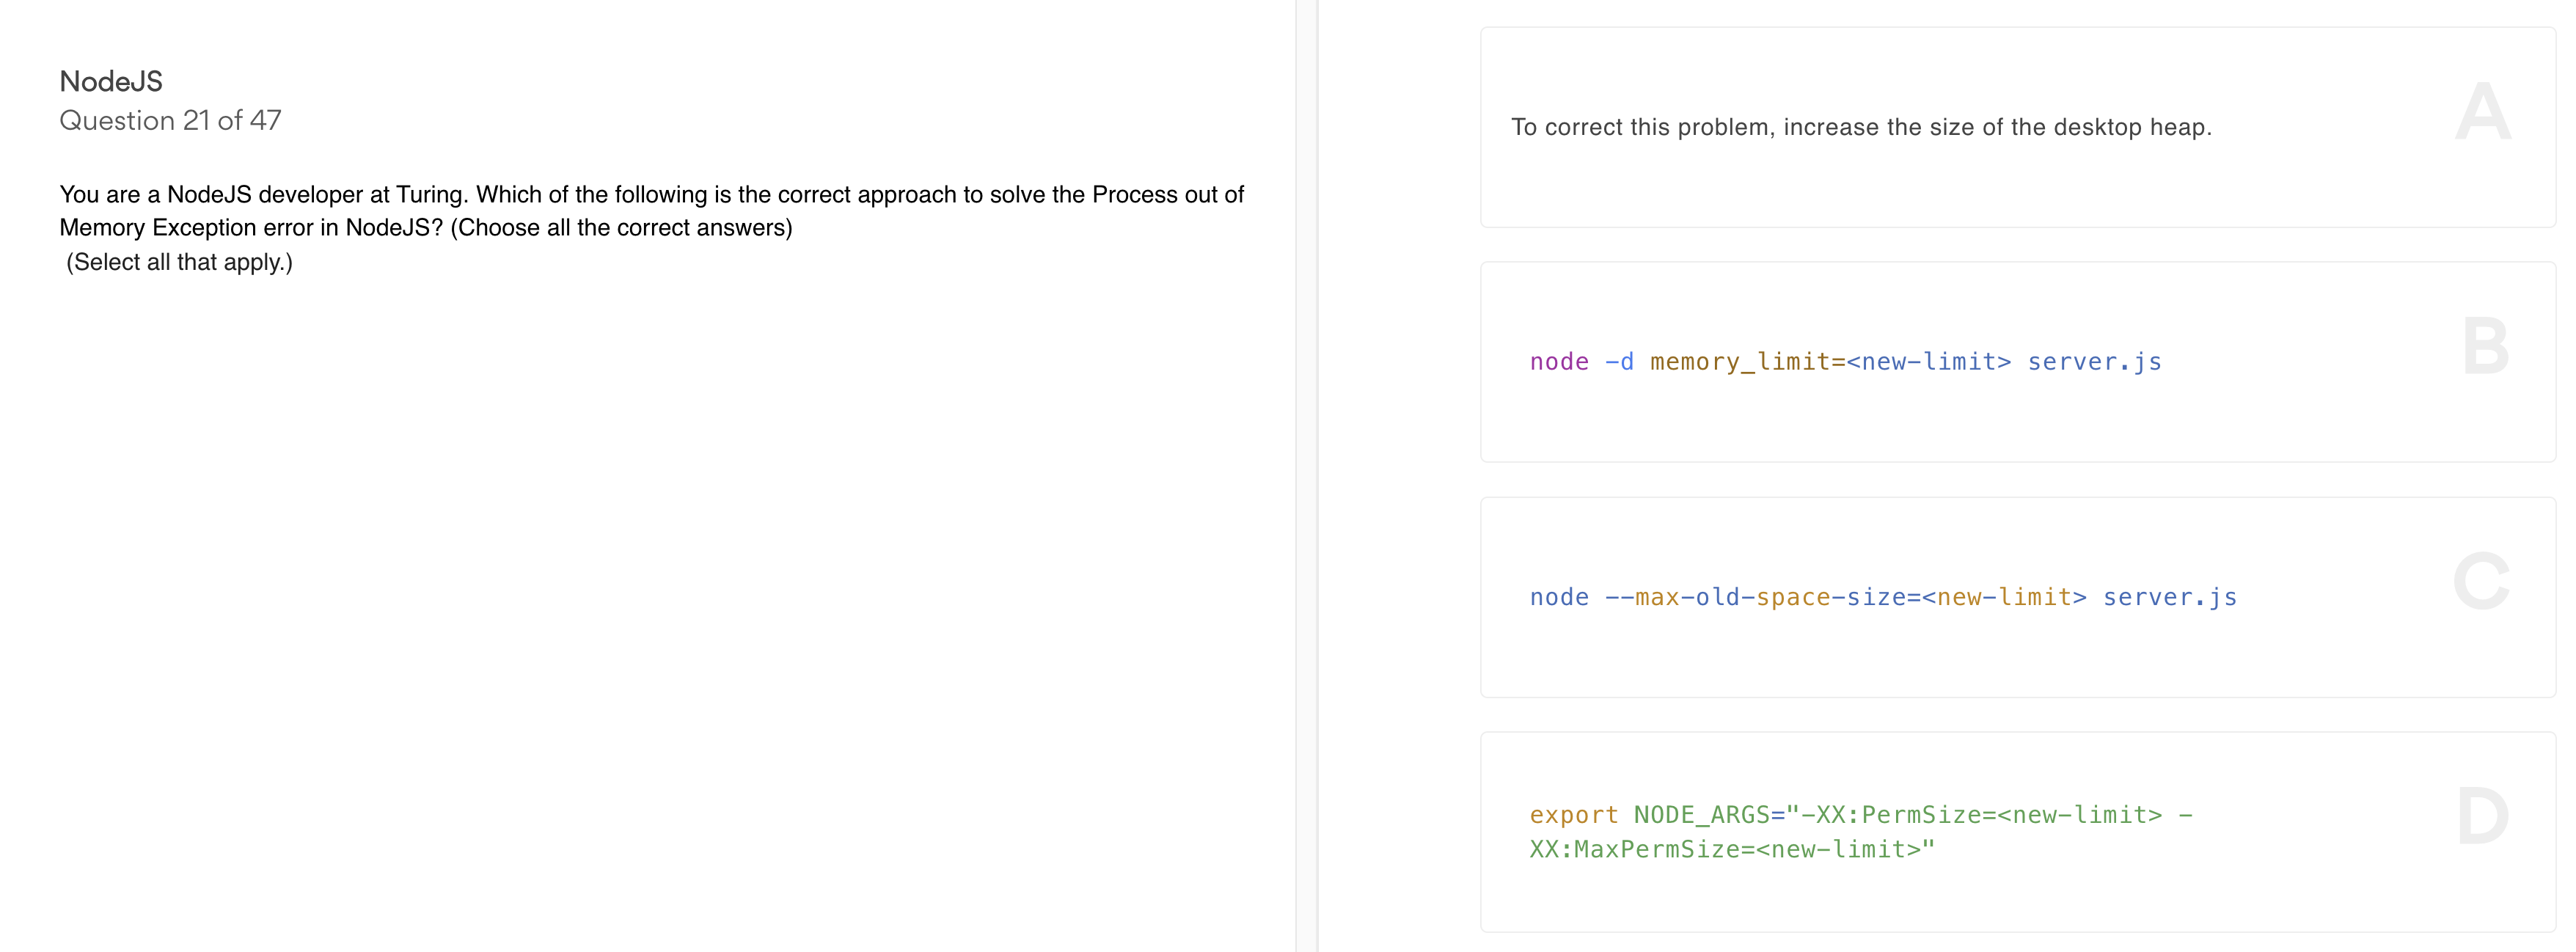 NodeJS
Question 21 of 47
You are a NodeJS developer at Turing. Which of the following is the correct approach to solve the Process out of
Memory Exception error in NodeJS? (Choose all the correct answers)
(Select all that apply.)
A
To correct this problem, increase the size of the desktop heap.
B
node -d memory_limit=<new-limit> server.js
C
node --max-old-space-size=<new-limit> server.js
D
export NODE_ARGS="-XX:PermSize=<new-limit> -
XX:MaxPermSize=<new-limit>"